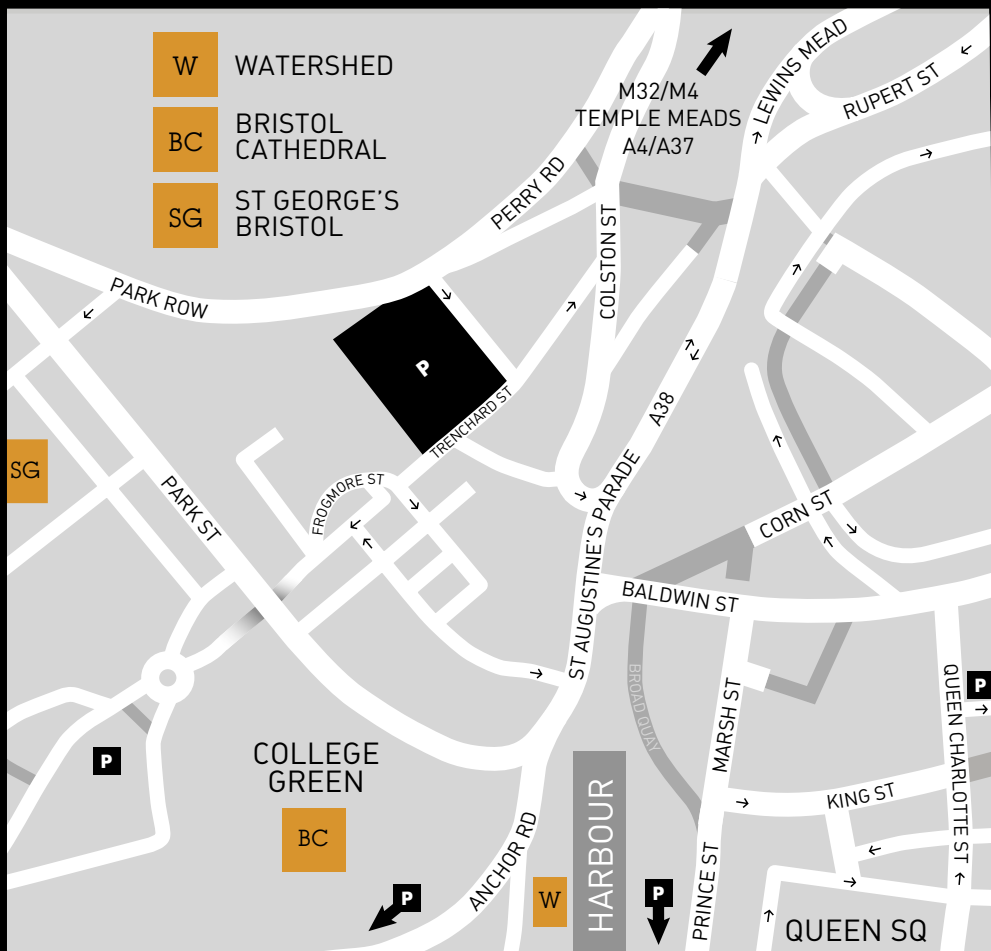 W
WATERSHED
BC
BRISTOL
CATHEDRAL
SG
ST GEORGE'S
BRISTOL
M32/M4
TEMPLE MEADS
A4/A37
LEWINS MEAD
RUPERT ST
PERRY RD
COLSTON ST
PARK ROW
P
TRENCHARD ST
A38
SG
PARK ST
FROGMORE ST
ST AUGUSTINE'S PARADE
CORN ST
BALDWIN ST
BROAD QUAY
MARSH ST
QUEEN CHARLOTTE ST
P
P
COLLEGE
GREEN
BC
KING ST
ANCHOR RD
P
W
HARBOUR
P
PRINCE ST
QUEEN SQ